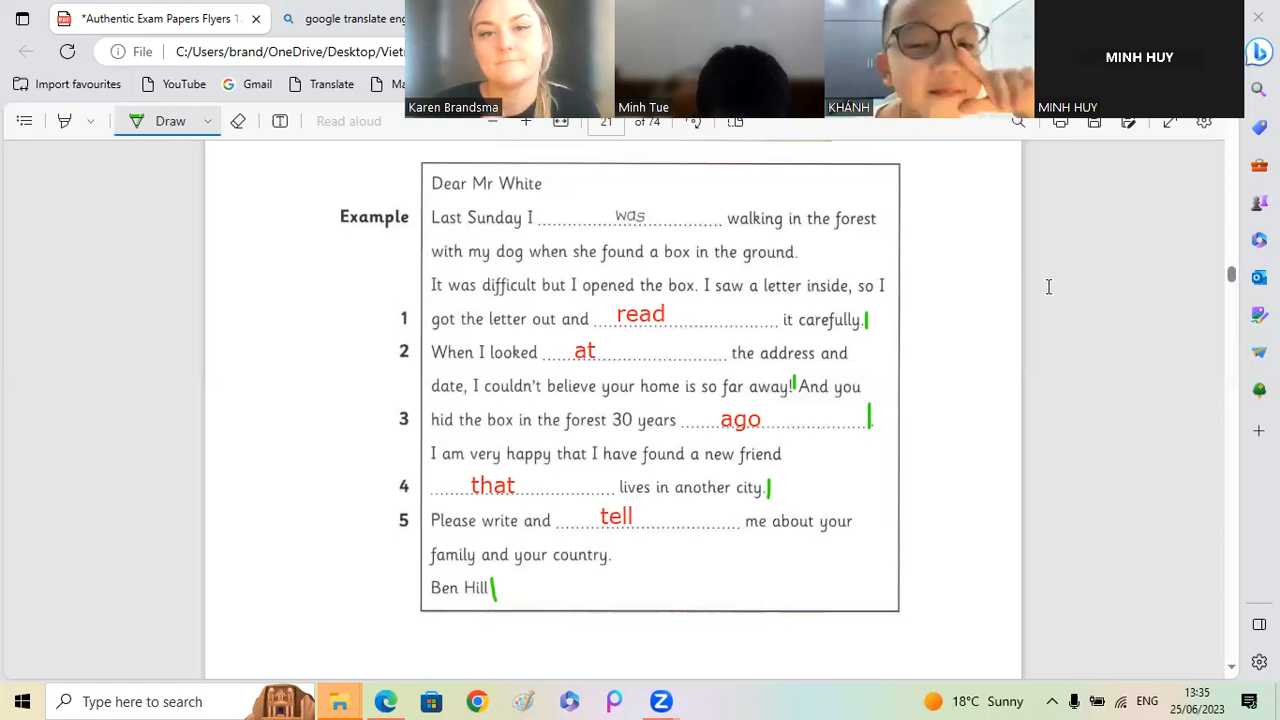 *Authentic Exam Papers Flyers 1
google translate eng
File
C:/Users/brand/OneDrive/Desktop/Viet
Import favourites
YouTube
Gmail
Translate
Karen Brandsma
Minh Tue
KHÁNH
MINH HUY
MINH HUY
Draw
Read aloud
21
of 74
Dear Mr White
Example Last Sunday I was walking in the forest
with my dog when she found a box in the ground.
It was difficult but I opened the box. I saw a letter inside, so I
1 got the letter out and read it carefully.
2 When I looked at the address and
date, I couldn't believe your home is so far away! And you
3 hid the box in the forest 30 years ago.
I am very happy that I have found a new friend
4 that lives in another city.
5 Please write and tell me about your
family and your country.
Ben Hill
Type here to search
18°C Sunny
ENG
13:35
25/06/2023